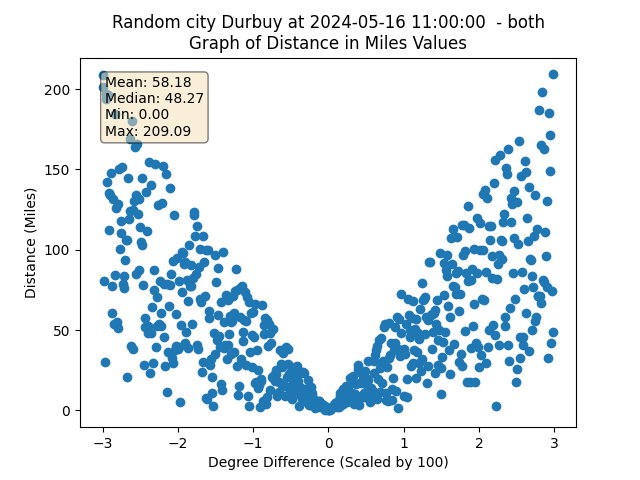 Random city Durbuy at 2024-05-16 11:00:00  - both
Graph of Distance in Miles Values
Mean: 58.18
Median: 48.27
Min: 0.00
Max: 209.09
200
150
100
50
0
Distance (Miles)
−3
−2
−1
0
1
2
3
Degree Difference (Scaled by 100)